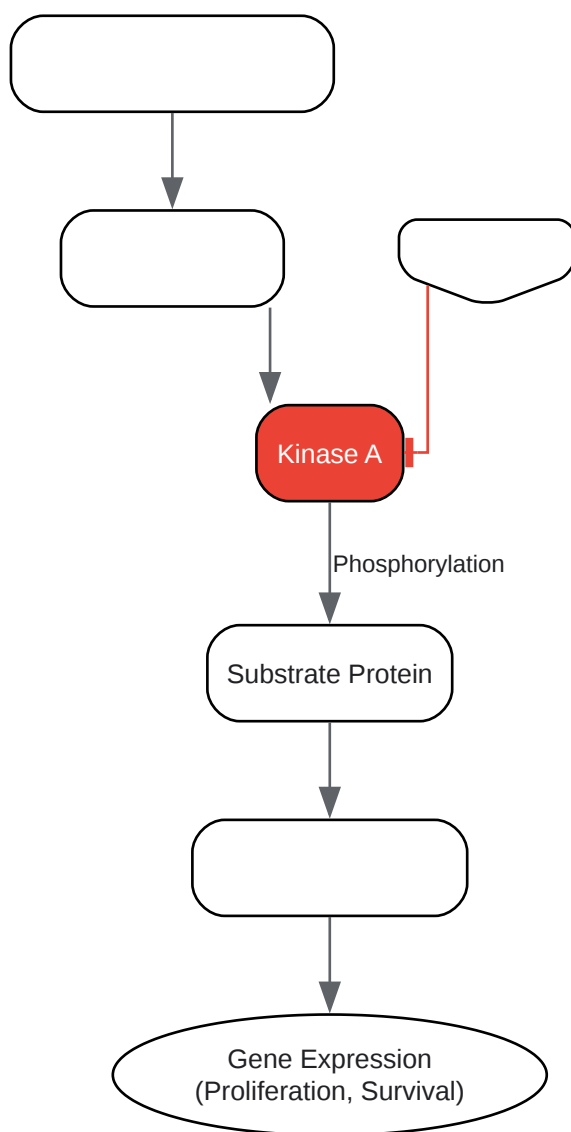 Kinase A
Phosphorylation
Substrate Protein
Gene Expression
(Proliferation, Survival)